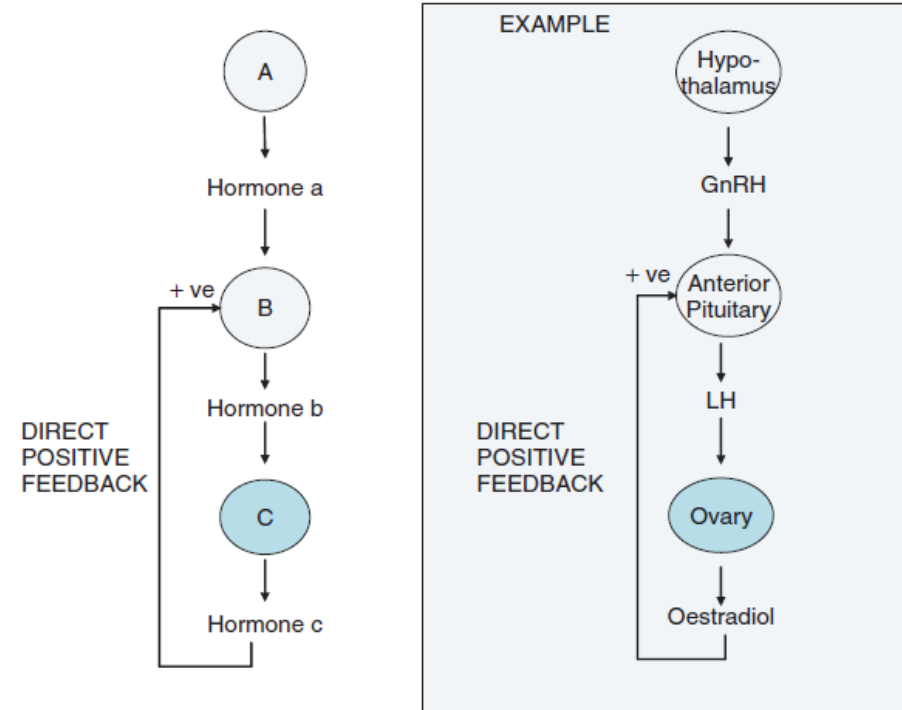 A
Hormone a
+ ve
B
Hormone b
DIRECT
POSITIVE
FEEDBACK
C
Hormone c
EXAMPLE
Hypo-
thalamus
GnRH
+ ve
Anterior
Pituitary
LH
DIRECT
POSITIVE
FEEDBACK
Ovary
Oestradiol